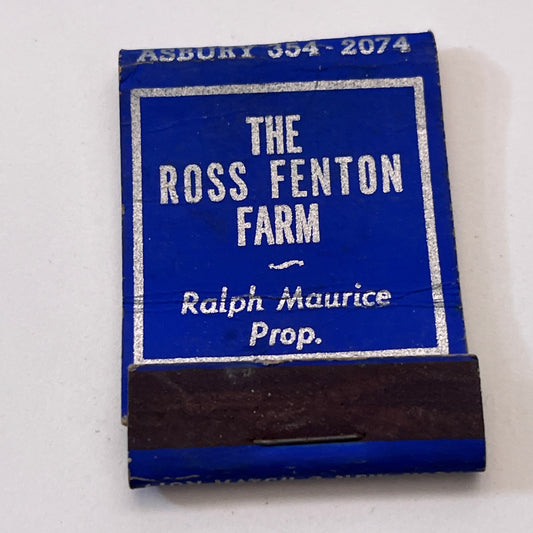 ASBURY 354-2074
THE
ROSS FENTON
FARM
Ralph Maurice
Prop.